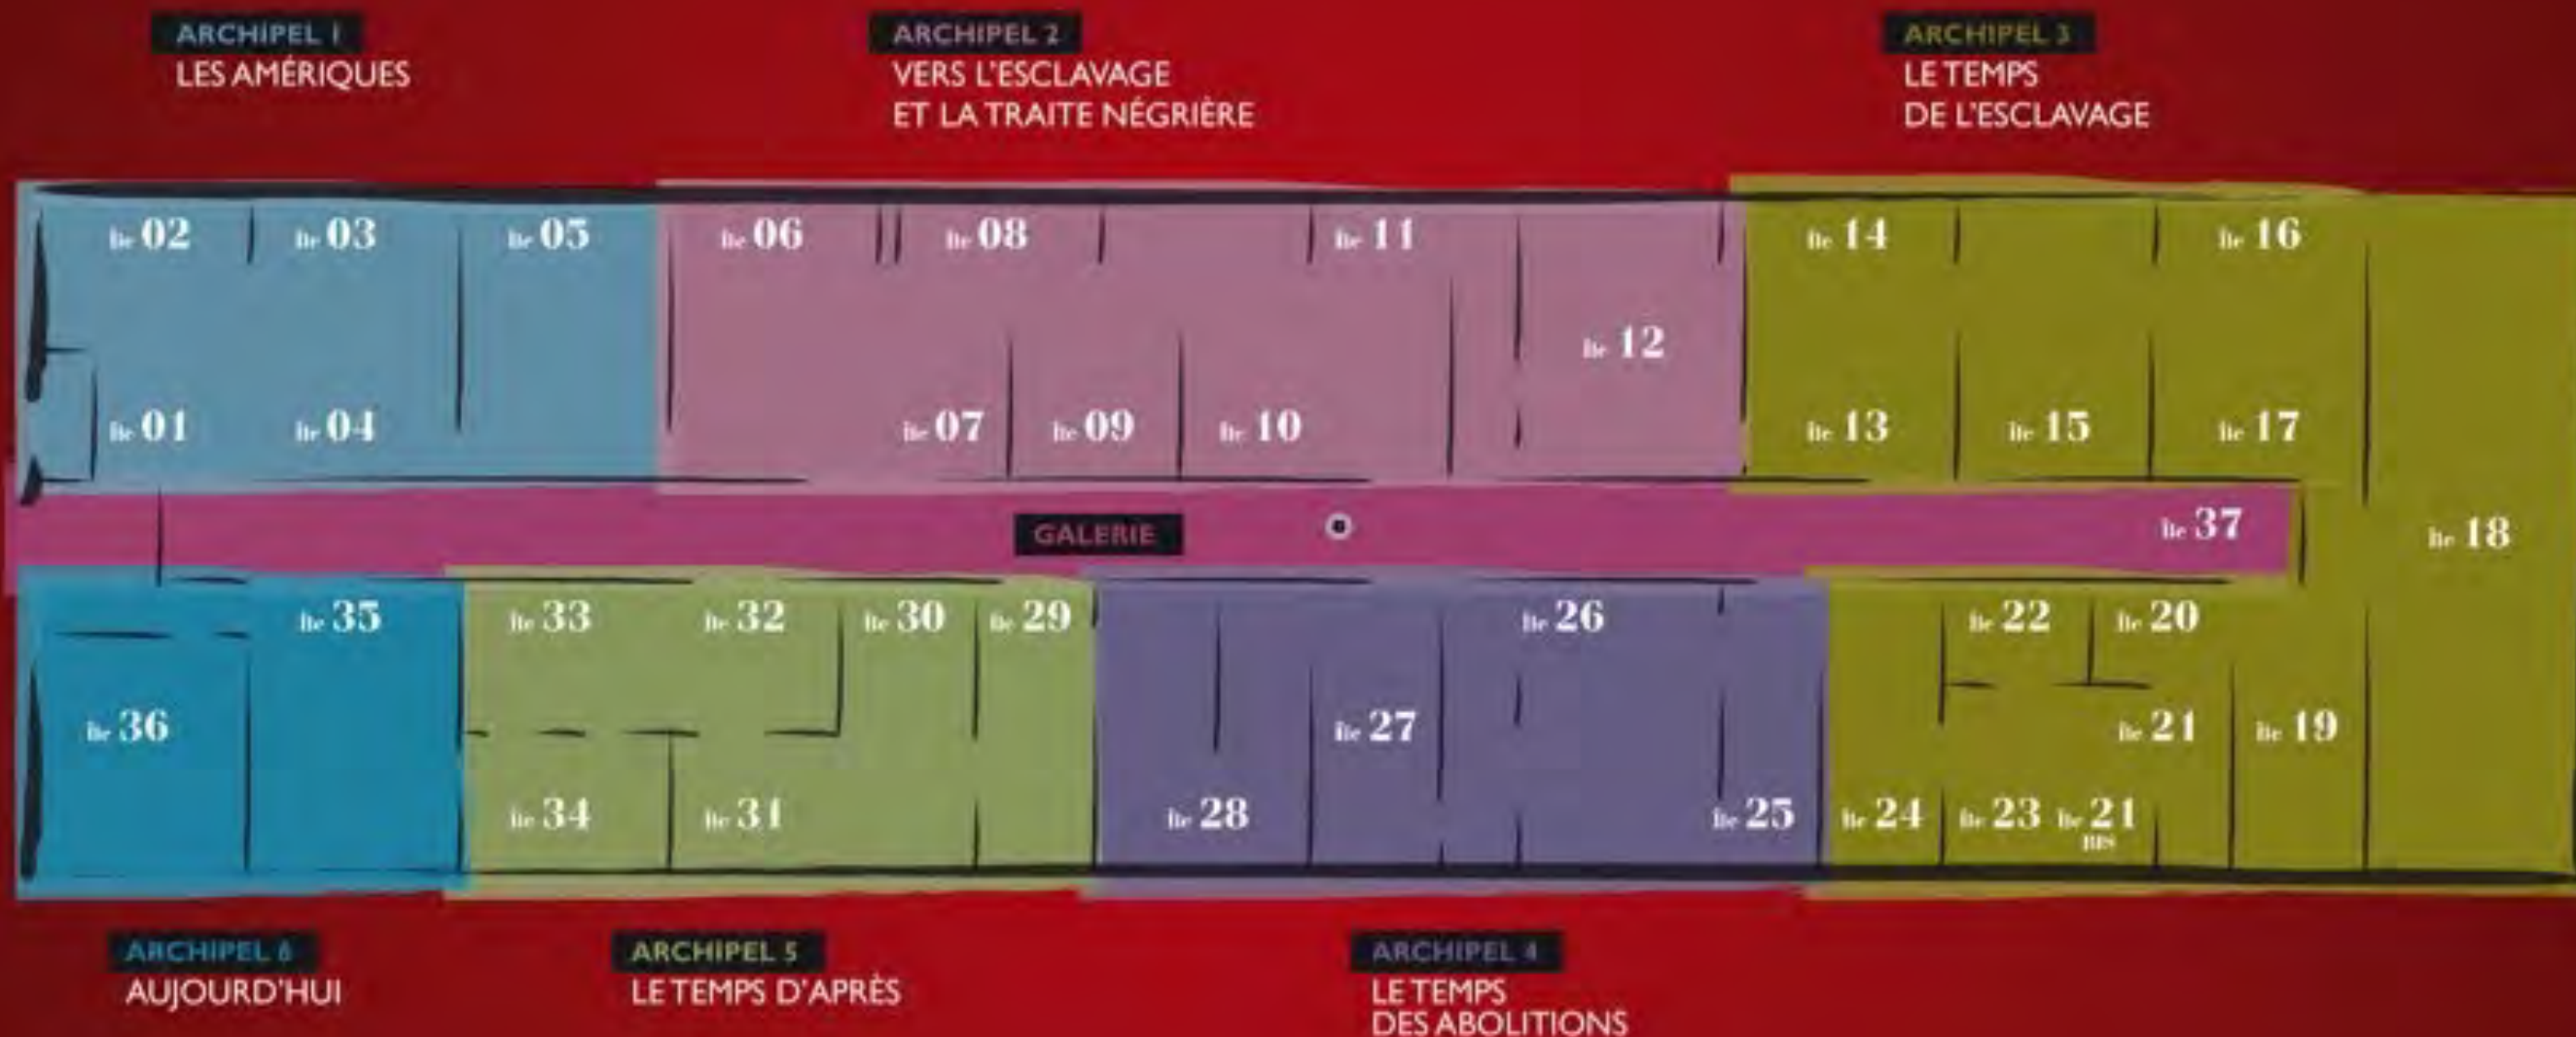 ARCHIPEL 1
LES AMÉRIQUES
ARCHIPEL 2
VERS L'ESCLAVAGE
ET LA TRAITE NÉGRIÈRE
ARCHIPEL 3
LE TEMPS
DE L'ESCLAVAGE
île 02
île 03
île 05
île 06
île 08
île 11
île 14
île 16
île 12
île 01
île 04
île 07
île 09
île 10
île 13
île 15
île 17
GALERIE
île 37
île 18
île 35
île 33
île 32
île 30
île 29
île 26
île 22
île 20
île 36
île 27
île 21
île 19
île 34
île 31
île 28
île 25
île 24
île 23
île 21
BIS
ARCHIPEL 6
AUJOURD'HUI
ARCHIPEL 5
LE TEMPS D'APRÈS
ARCHIPEL 4
LE TEMPS
DES ABOLITIONS